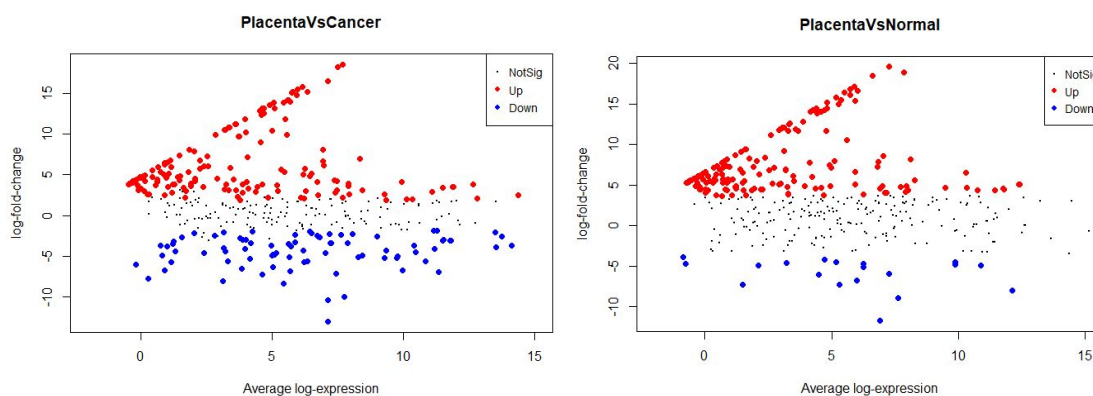 PlacentaVsCancer
NotSig
Up
Down
log-fold-change
15
10
5
0
-5
-10
0
5
10
15
Average log-expression
PlacentaVsNormal
NotSig
Up
Down
log-fold-change
20
15
10
5
0
-5
-10
0
5
10
15
Average log-expression